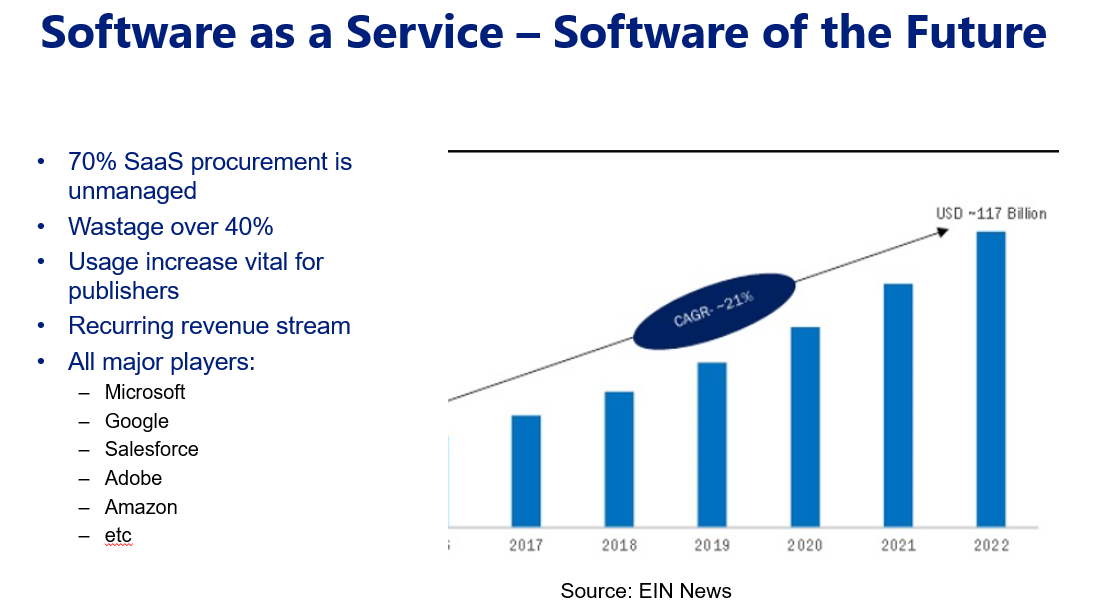 Software as a Service – Software of the Future
• 70% SaaS procurement is
unmanaged
• Wastage over 40%
• Usage increase vital for
publishers
• Recurring revenue stream
• All major players:
– Microsoft
– Google
– Salesforce
– Adobe
– Amazon
– etc
USD ~117 Billion
CAGR- ~21%
2017 2018 2019 2020 2021 2022
Source: EIN News